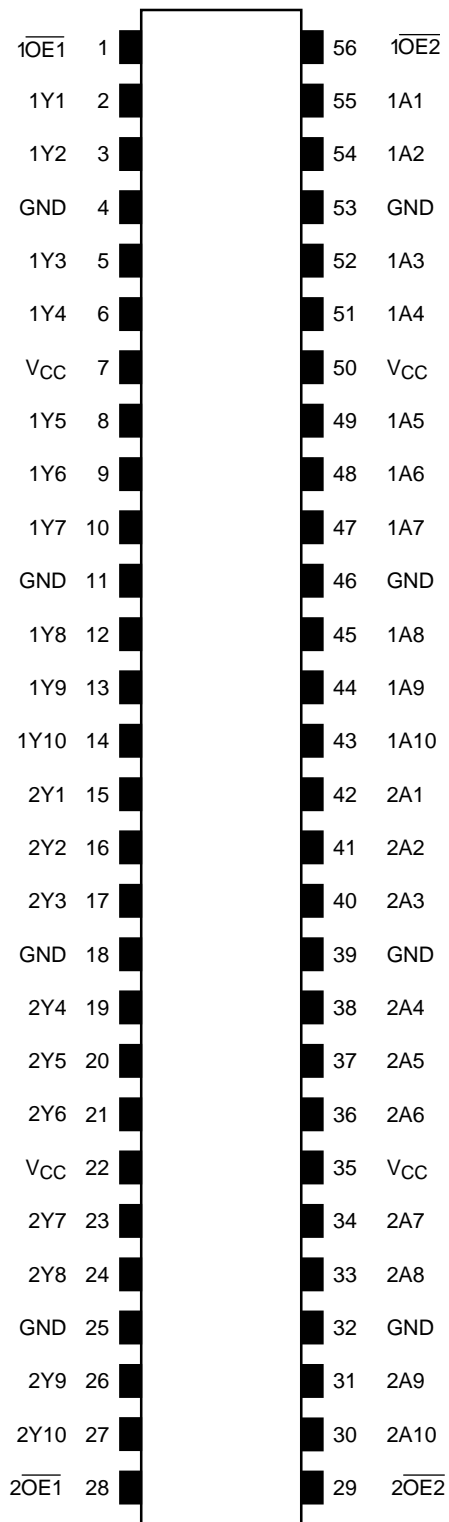 1OE1 1 56 1OE2
1Y1 2 55 1A1
1Y2 3 54 1A2
GND 4 53 GND
1Y3 5 52 1A3
1Y4 6 51 1A4
VCC 7 50 VCC
1Y5 8 49 1A5
1Y6 9 48 1A6
1Y7 10 47 1A7
GND 11 46 GND
1Y8 12 45 1A8
1Y9 13 44 1A9
1Y10 14 43 1A10
2Y1 15 42 2A1
2Y2 16 41 2A2
2Y3 17 40 2A3
GND 18 39 GND
2Y4 19 38 2A4
2Y5 20 37 2A5
2Y6 21 36 2A6
VCC 22 35 VCC
2Y7 23 34 2A7
2Y8 24 33 2A8
GND 25 32 GND
2Y9 26 31 2A9
2Y10 27 30 2A10
2OE1 28 29 2OE2